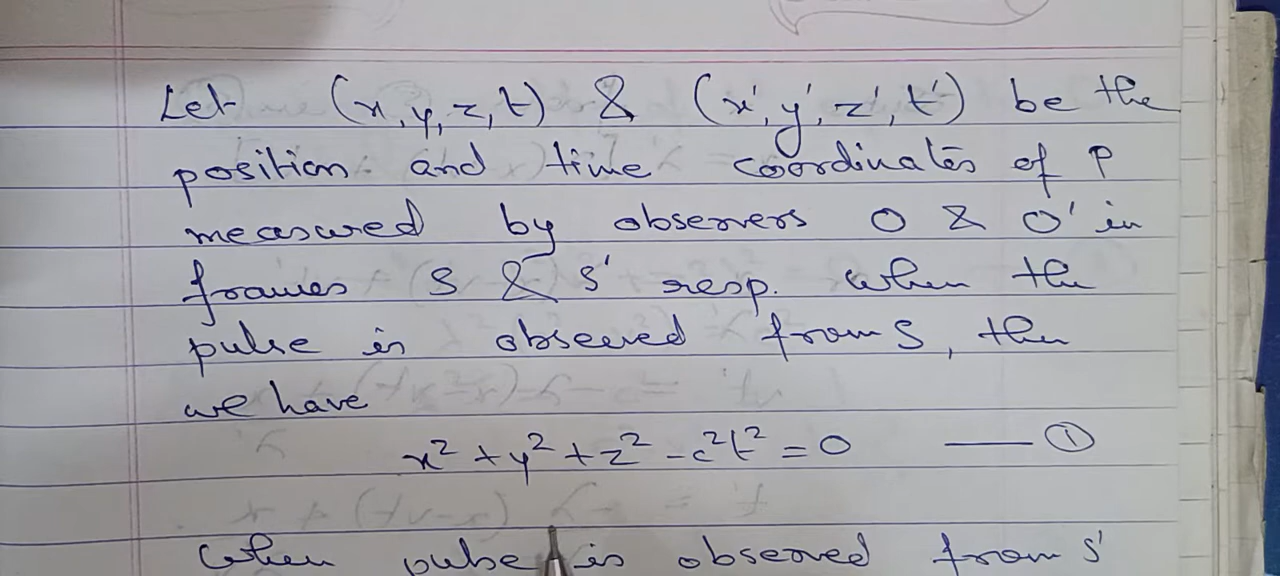 Let (x, y, z, t) & (x', y', z', t') be the
position and time coordinates of P
measured by observers O & O' in
frames S & S' resp. When the
pulse is observed from S, then
we have
x² + y² + z² - c²t² = 0 —— ①
When pulse is observed from S'